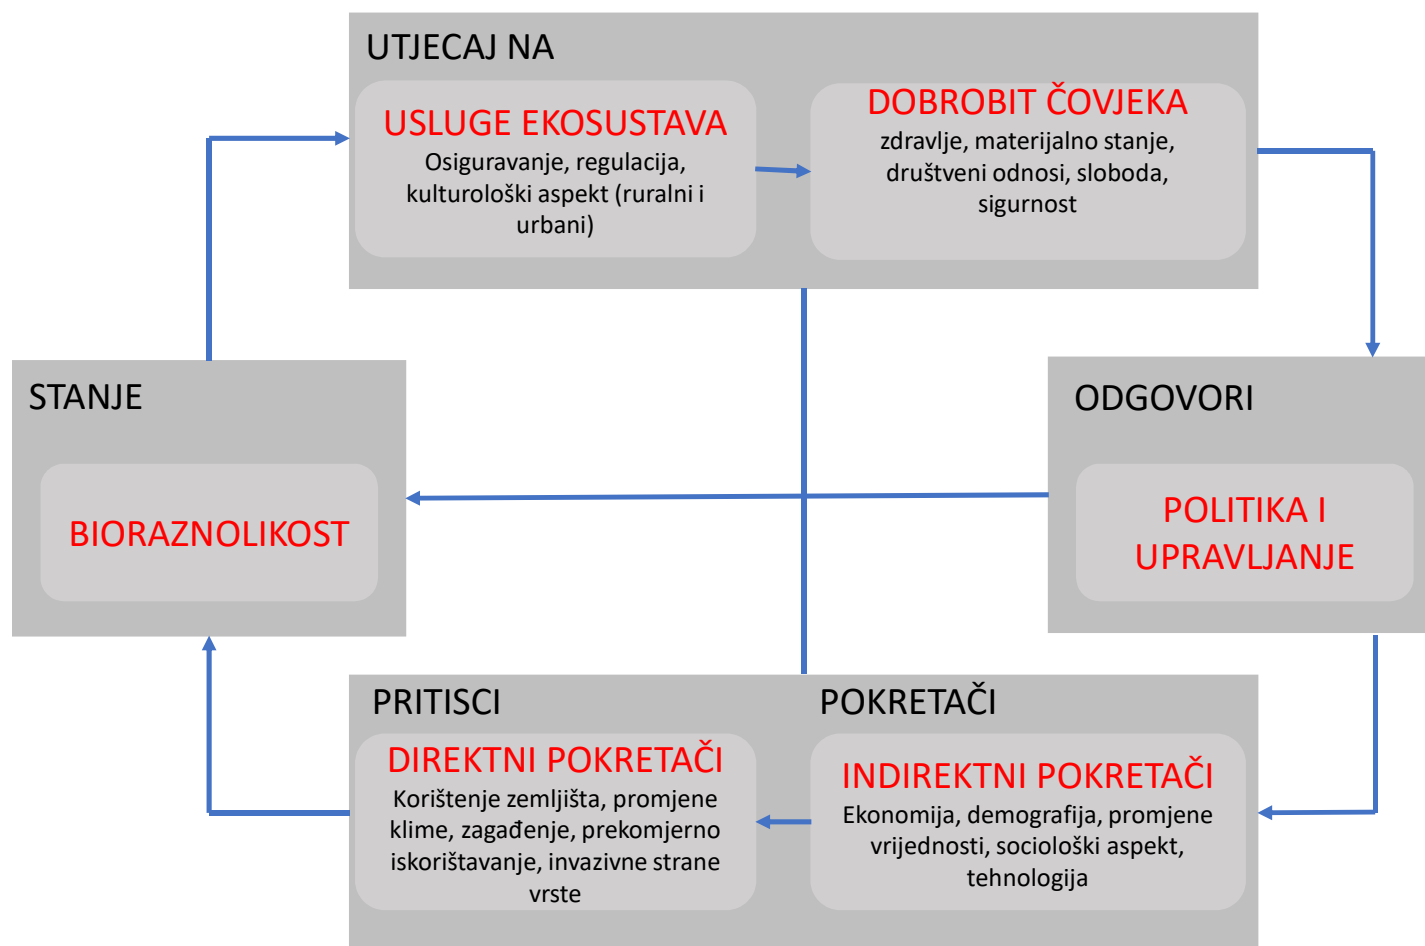 UTJECAJ NA
USLUGE EKOSUSTAVA
Osiguravanje, regulacija,
kulturološki aspekt (ruralni i
urbani)
DOBROBIT ČOVJEKA
zdravlje, materijalno stanje,
društveni odnosi, sloboda,
sigurnost
STANJE
BIORAZNOLIKOST
ODGOVORI
POLITIKA I
UPRAVLJANJE
PRITISCI
DIREKTNI POKRETAČI
Korištenje zemljišta, promjene
klime, zagađenje, prekomjerno
iskorištavanje, invazivne strane
vrste
POKRETAČI
INDIREKTNI POKRETAČI
Ekonomija, demografija, promjene
vrijednosti, sociološki aspekt,
tehnologija